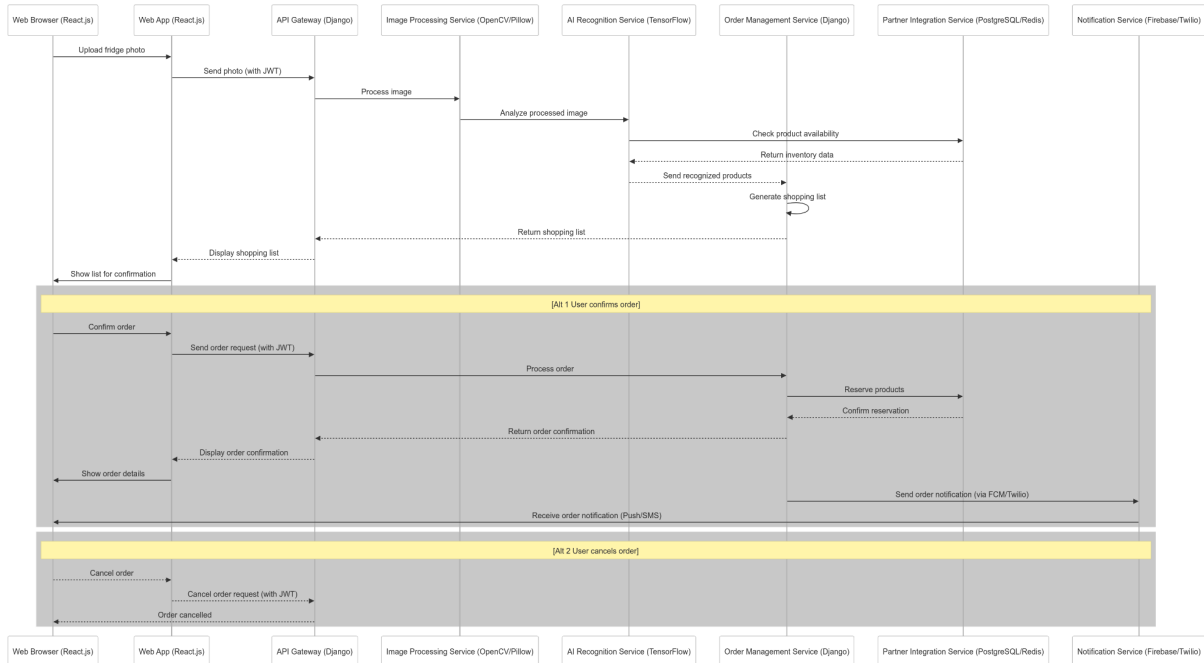 Web Browser (React.js)
Web App (React.js)
API Gateway (Django)
Image Processing Service (OpenCV/Pillow)
AI Recognition Service (TensorFlow)
Order Management Service (Django)
Partner Integration Service (PostgreSQL/Redis)
Notification Service (Firebase/Twilio)
Upload fridge photo
Send photo (with JWT)
Process image
Analyze processed image
Check product availability
Return inventory data
Send recognized products
Generate shopping list
Return shopping list
Display shopping list
Show list for confirmation
[Alt 1 User confirms order]
Confirm order
Send order request (with JWT)
Process order
Reserve products
Confirm reservation
Return order confirmation
Display order confirmation
Show order details
Send order notification (via FCM/Twilio)
Receive order notification (Push/SMS)
[Alt 2 User cancels order]
Cancel order
Cancel order request (with JWT)
Order cancelled
Web Browser (React.js)
Web App (React.js)
API Gateway (Django)
Image Processing Service (OpenCV/Pillow)
AI Recognition Service (TensorFlow)
Order Management Service (Django)
Partner Integration Service (PostgreSQL/Redis)
Notification Service (Firebase/Twilio)